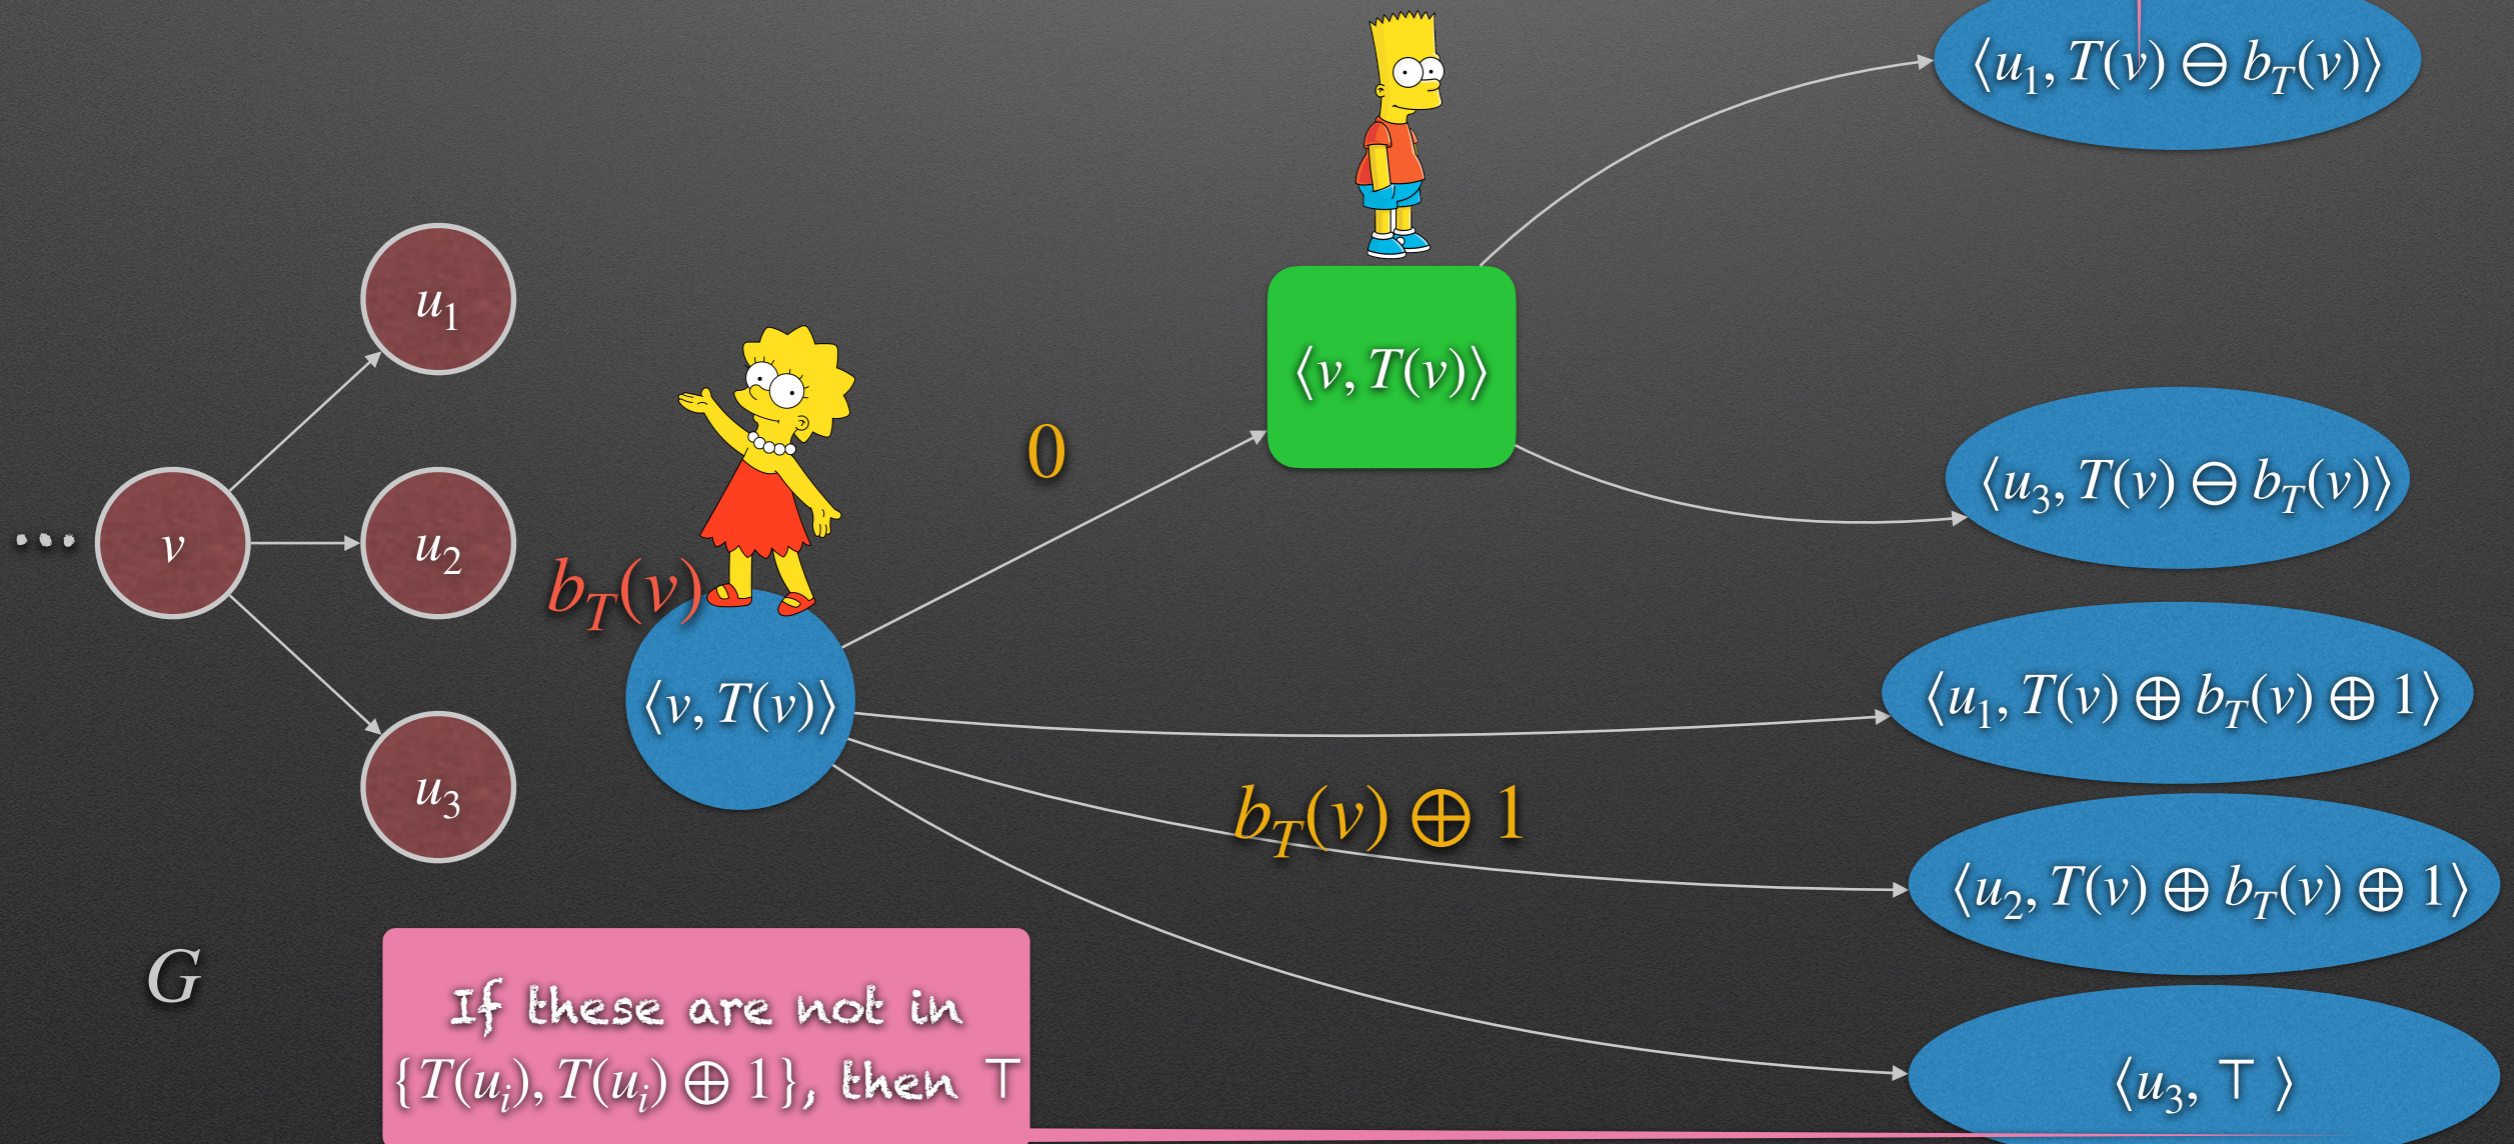 ⟨u₁, T(v) ⊖ b_T(v)⟩
u₁
⟨v, T(v)⟩
0
⟨u₃, T(v) ⊖ b_T(v)⟩
... v
u₂
b_T(v)
⟨v, T(v)⟩
⟨u₁, T(v) ⊕ b_T(v) ⊕ 1⟩
u₃
b_T(v) ⊕ 1
⟨u₂, T(v) ⊕ b_T(v) ⊕ 1⟩
G
If these are not in
{T(uᵢ), T(uᵢ) ⊕ 1}, then ⊤
⟨u₃, ⊤⟩